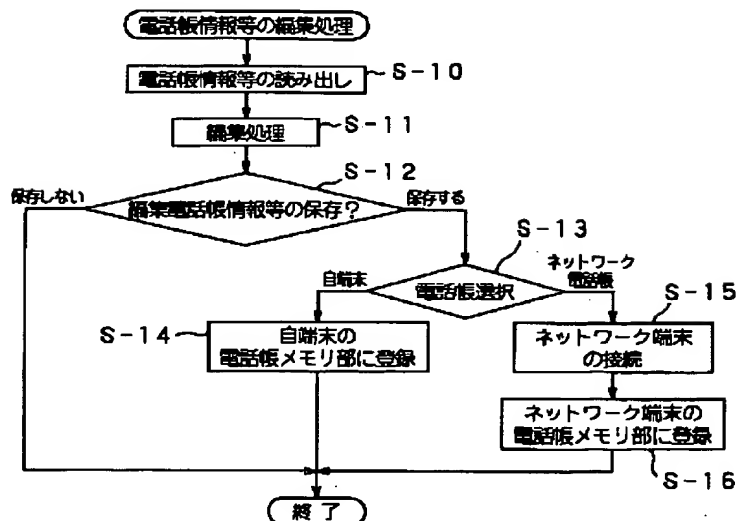 電話帳情報等の編集処理
電話帳情報等の読み出し
S-10
編集処理
S-11
S-12
保存しない
編集電話帳情報等の保存?
保存する
S-13
自端末
電話帳選択
ネットワーク
電話帳
S-14
自端末の
電話帳メモリ部に登録
S-15
ネットワーク端末
の接続
ネットワーク端末の
電話帳メモリ部に登録
S-16
終了